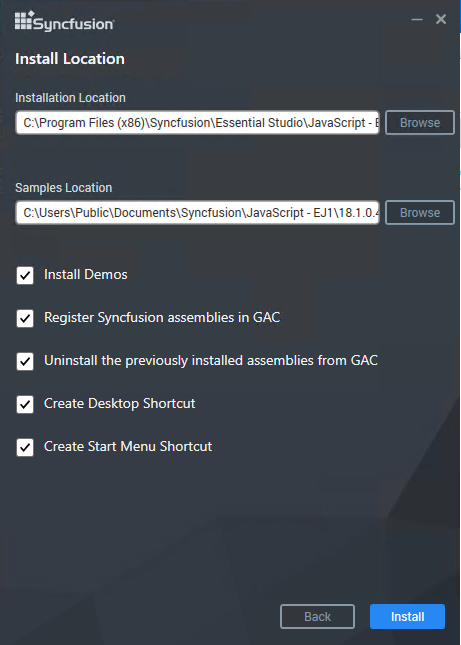 Syncfusion
Install Location
Installation Location
C:\Program Files (x86)\Syncfusion\Essential Studio\JavaScript - E
Browse
Samples Location
C:\Users\Public\Documents\Syncfusion\JavaScript - EJ1\18.1.0.4
Browse
Install Demos
Register Syncfusion assemblies in GAC
Uninstall the previously installed assemblies from GAC
Create Desktop Shortcut
Create Start Menu Shortcut
Back
Install